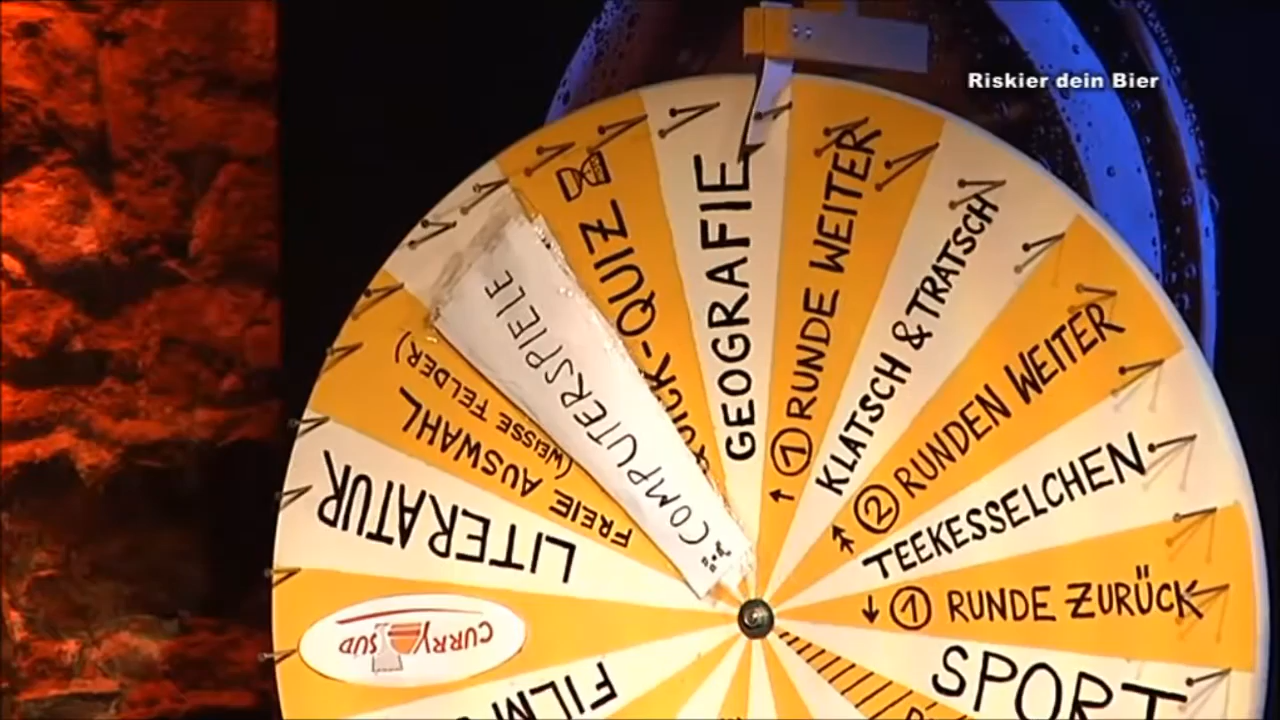 Riskier dein Bier
QUICK-QUIZ
GEOGRAFIE
↑ ① RUNDE WEITER
KLATSCH & TRATSCH
② RUNDEN WEITER
TEEKESSELCHEN
↓ ① RUNDE ZURÜCK
SPORT
COMPUTERSPIELE
FREIE AUSWAHL
(WEISSE FELDER)
LITERATUR
CURRY SÜD
FILM